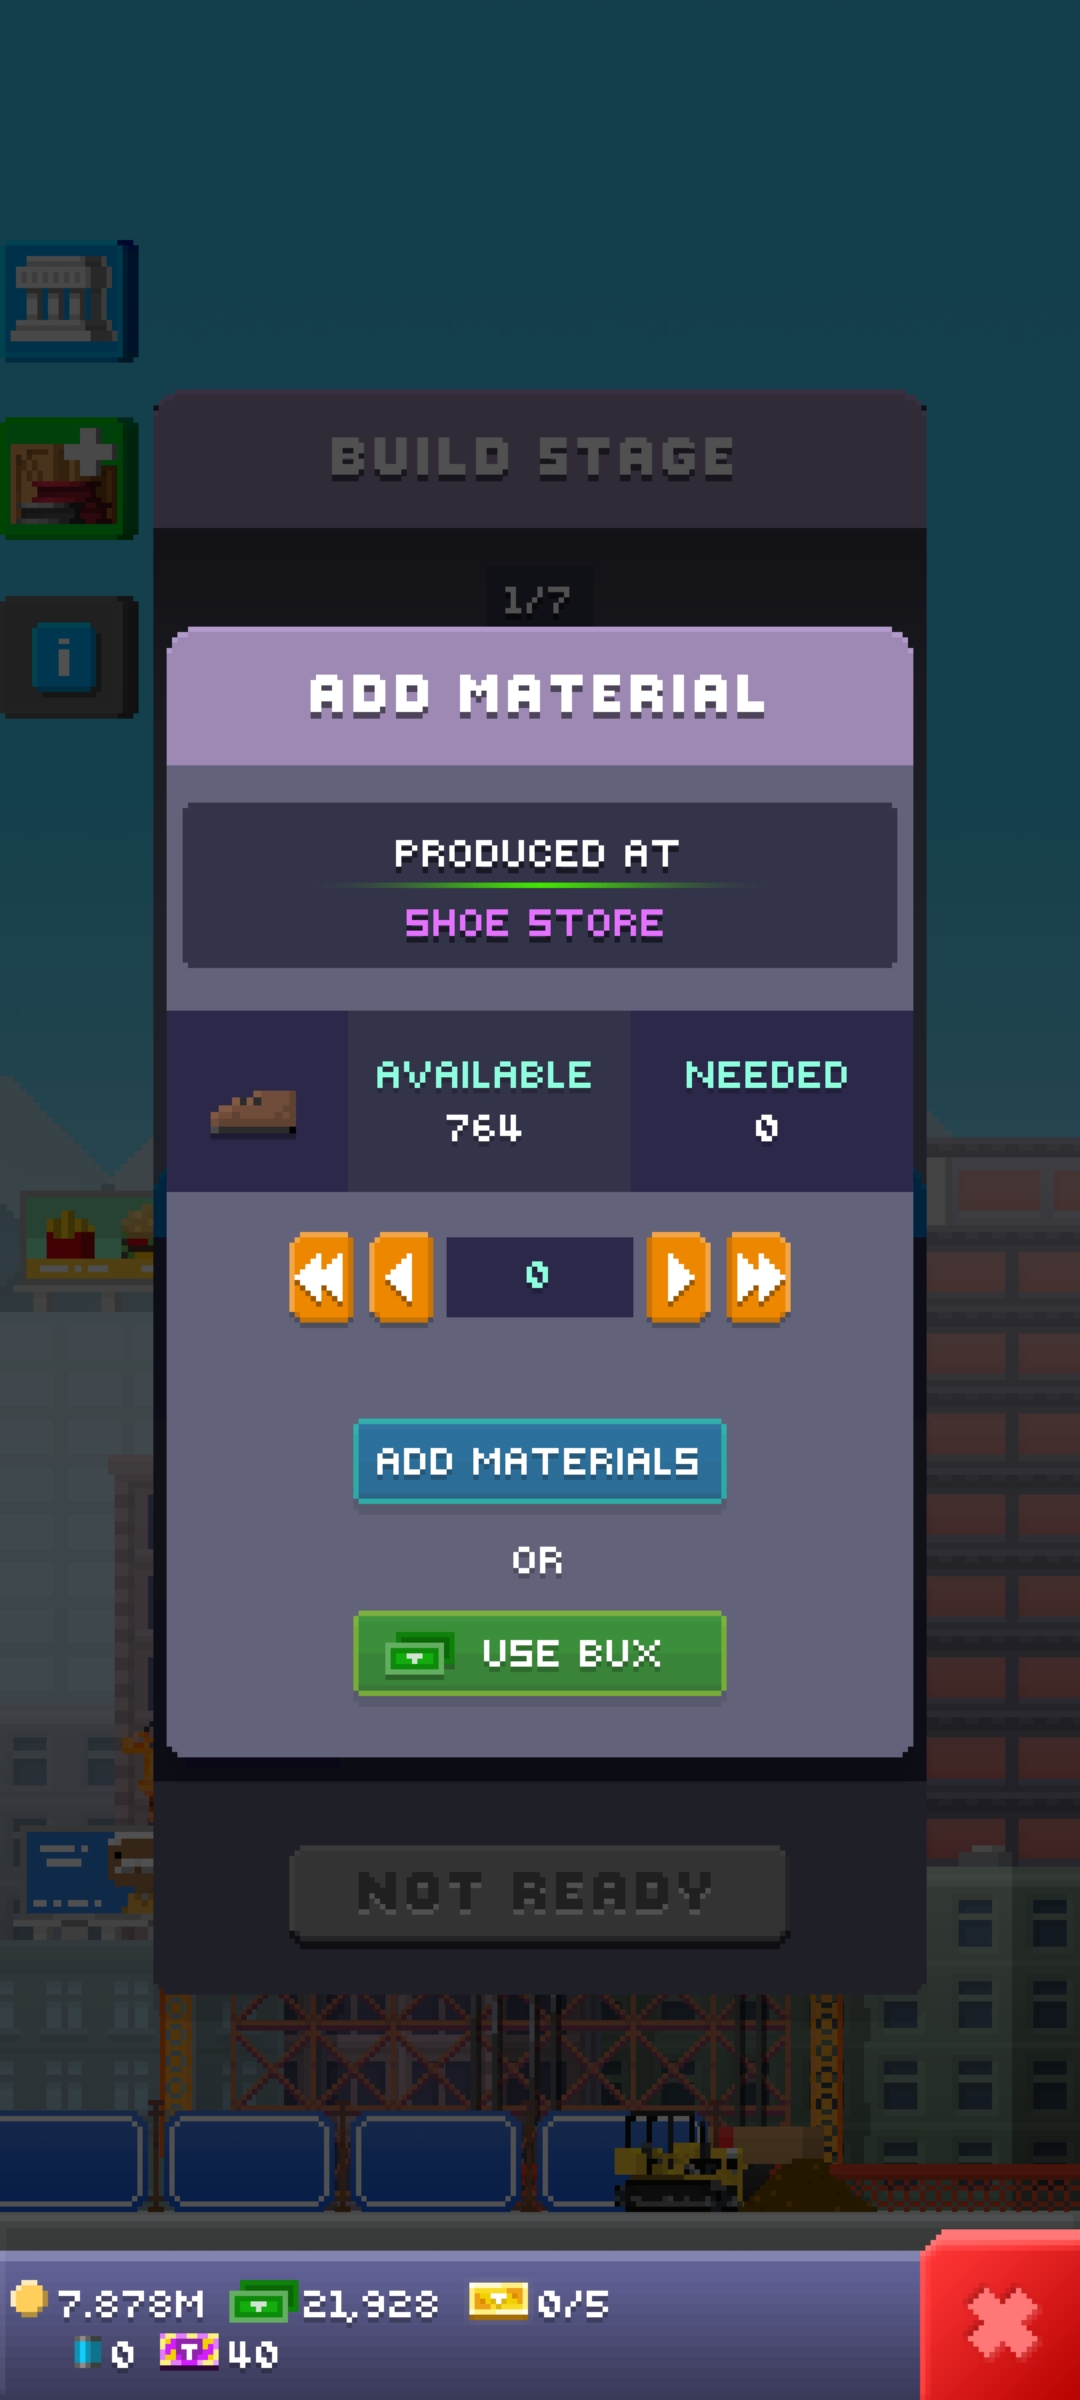 BUILD STAGE
1/7
ADD MATERIAL
PRODUCED AT
SHOE STORE
AVAILABLE
764
NEEDED
0
0
ADD MATERIALS
OR
USE BUX
NOT READY
7.878M 21,928 0/5
0 40